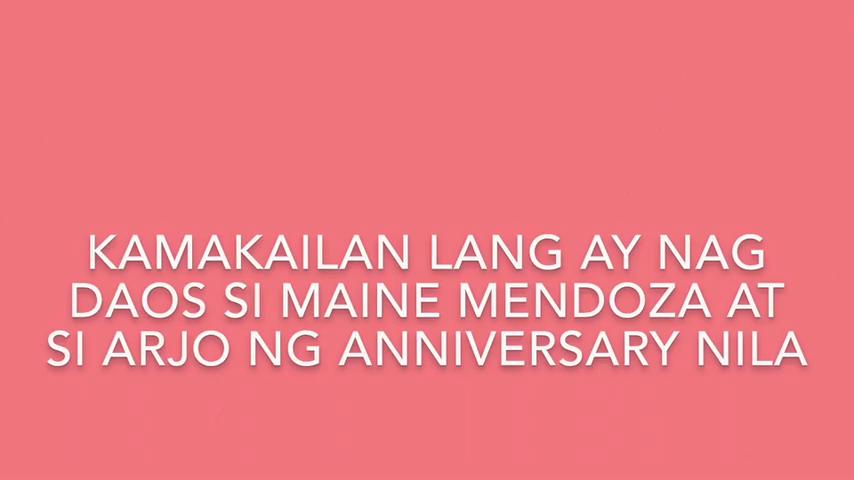 KAMAKAILAN LANG AY NAG
DAOS SI MAINE MENDOZA AT
SI ARJO NG ANNIVERSARY NILA